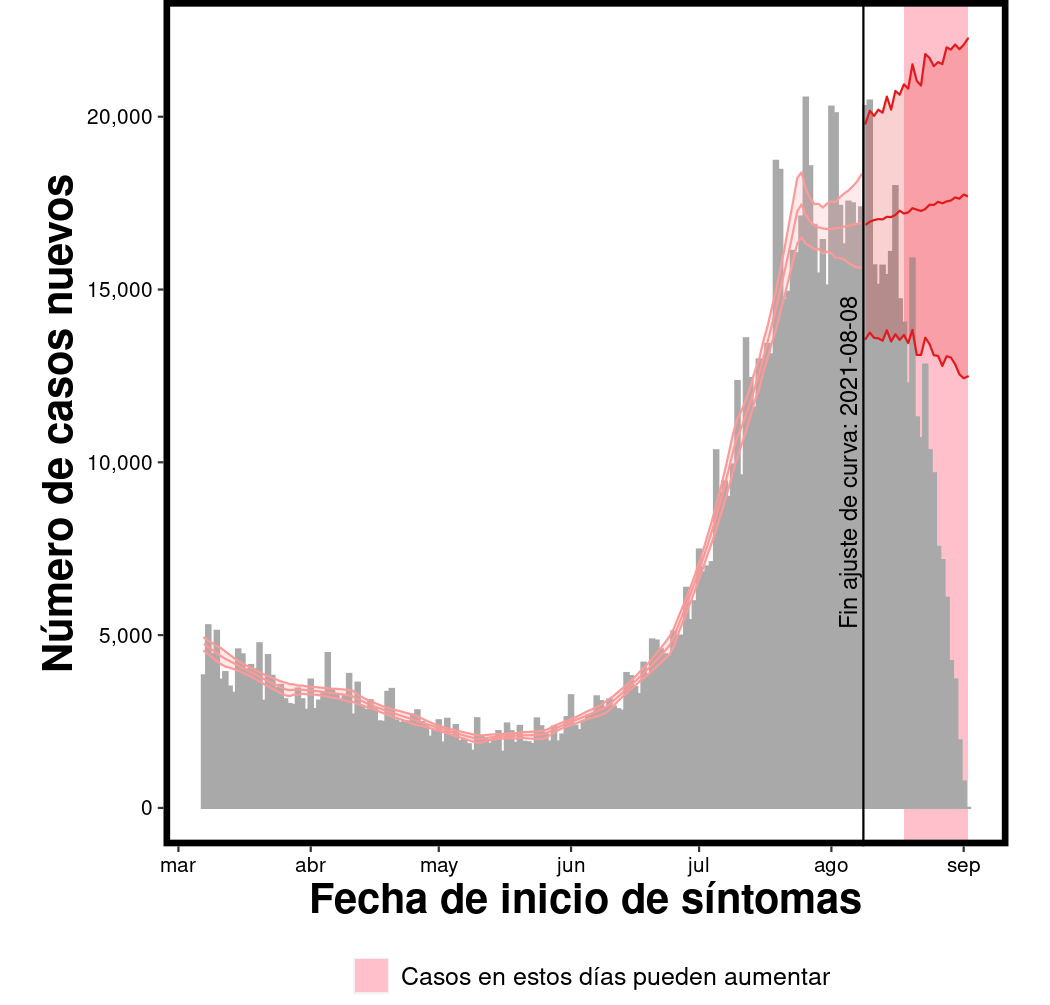 Número de casos nuevos
20,000
15,000
10,000
5,000
0
Fin ajuste de curva: 2021-08-08
mar abr may jun jul ago sep
Fecha de inicio de síntomas
Casos en estos días pueden aumentar